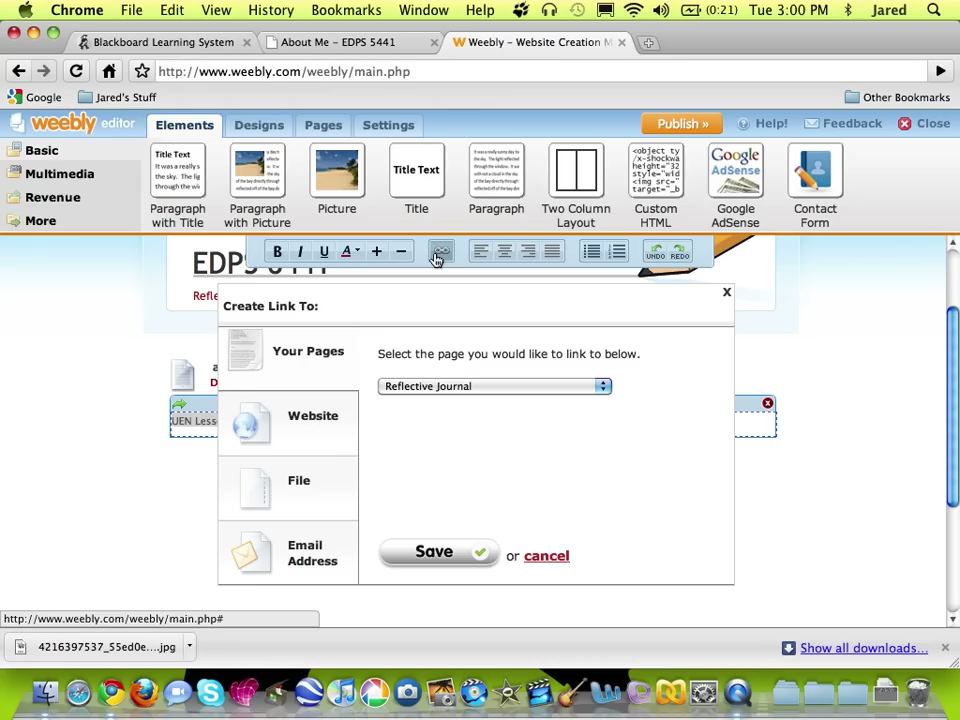 Chrome File Edit View History Bookmarks Window Help (0:21) Tue 3:00 PM Jared
Blackboard Learning System About Me - EDPS 5441 Weebly - Website Creation M
http://www.weebly.com/weebly/main.php
Google Jared's Stuff Other Bookmarks
weebly editor Elements Designs Pages Settings Publish » Help! Feedback Close
Basic
Multimedia
Revenue
More
Title Text
Title Text
Google
AdSense
Paragraph with Title
Paragraph with Picture
Picture
Title
Paragraph
Two Column Layout
Custom HTML
Google AdSense
Contact Form
B I U A + − UNDO REDO
EDPS
Refle
Create Link To: X
Your Pages
Select the page you would like to link to below.
Reflective Journal
UEN Less
Website
File
Email Address
Save or cancel
http://www.weebly.com/weebly/main.php#
4216397537_55ed0e....jpg Show all downloads...